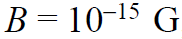 B = 10⁻¹⁵ G